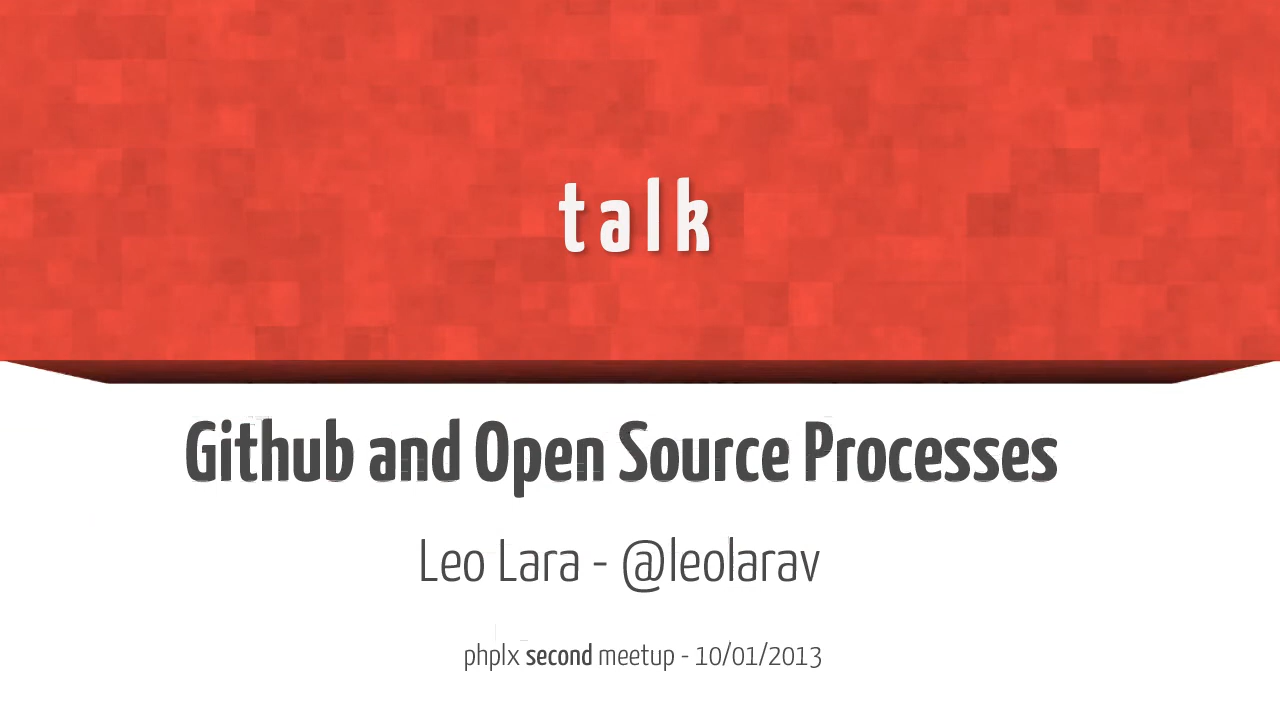 talk
Github and Open Source Processes
Leo Lara - @leolarav
phplx second meetup - 10/01/2013